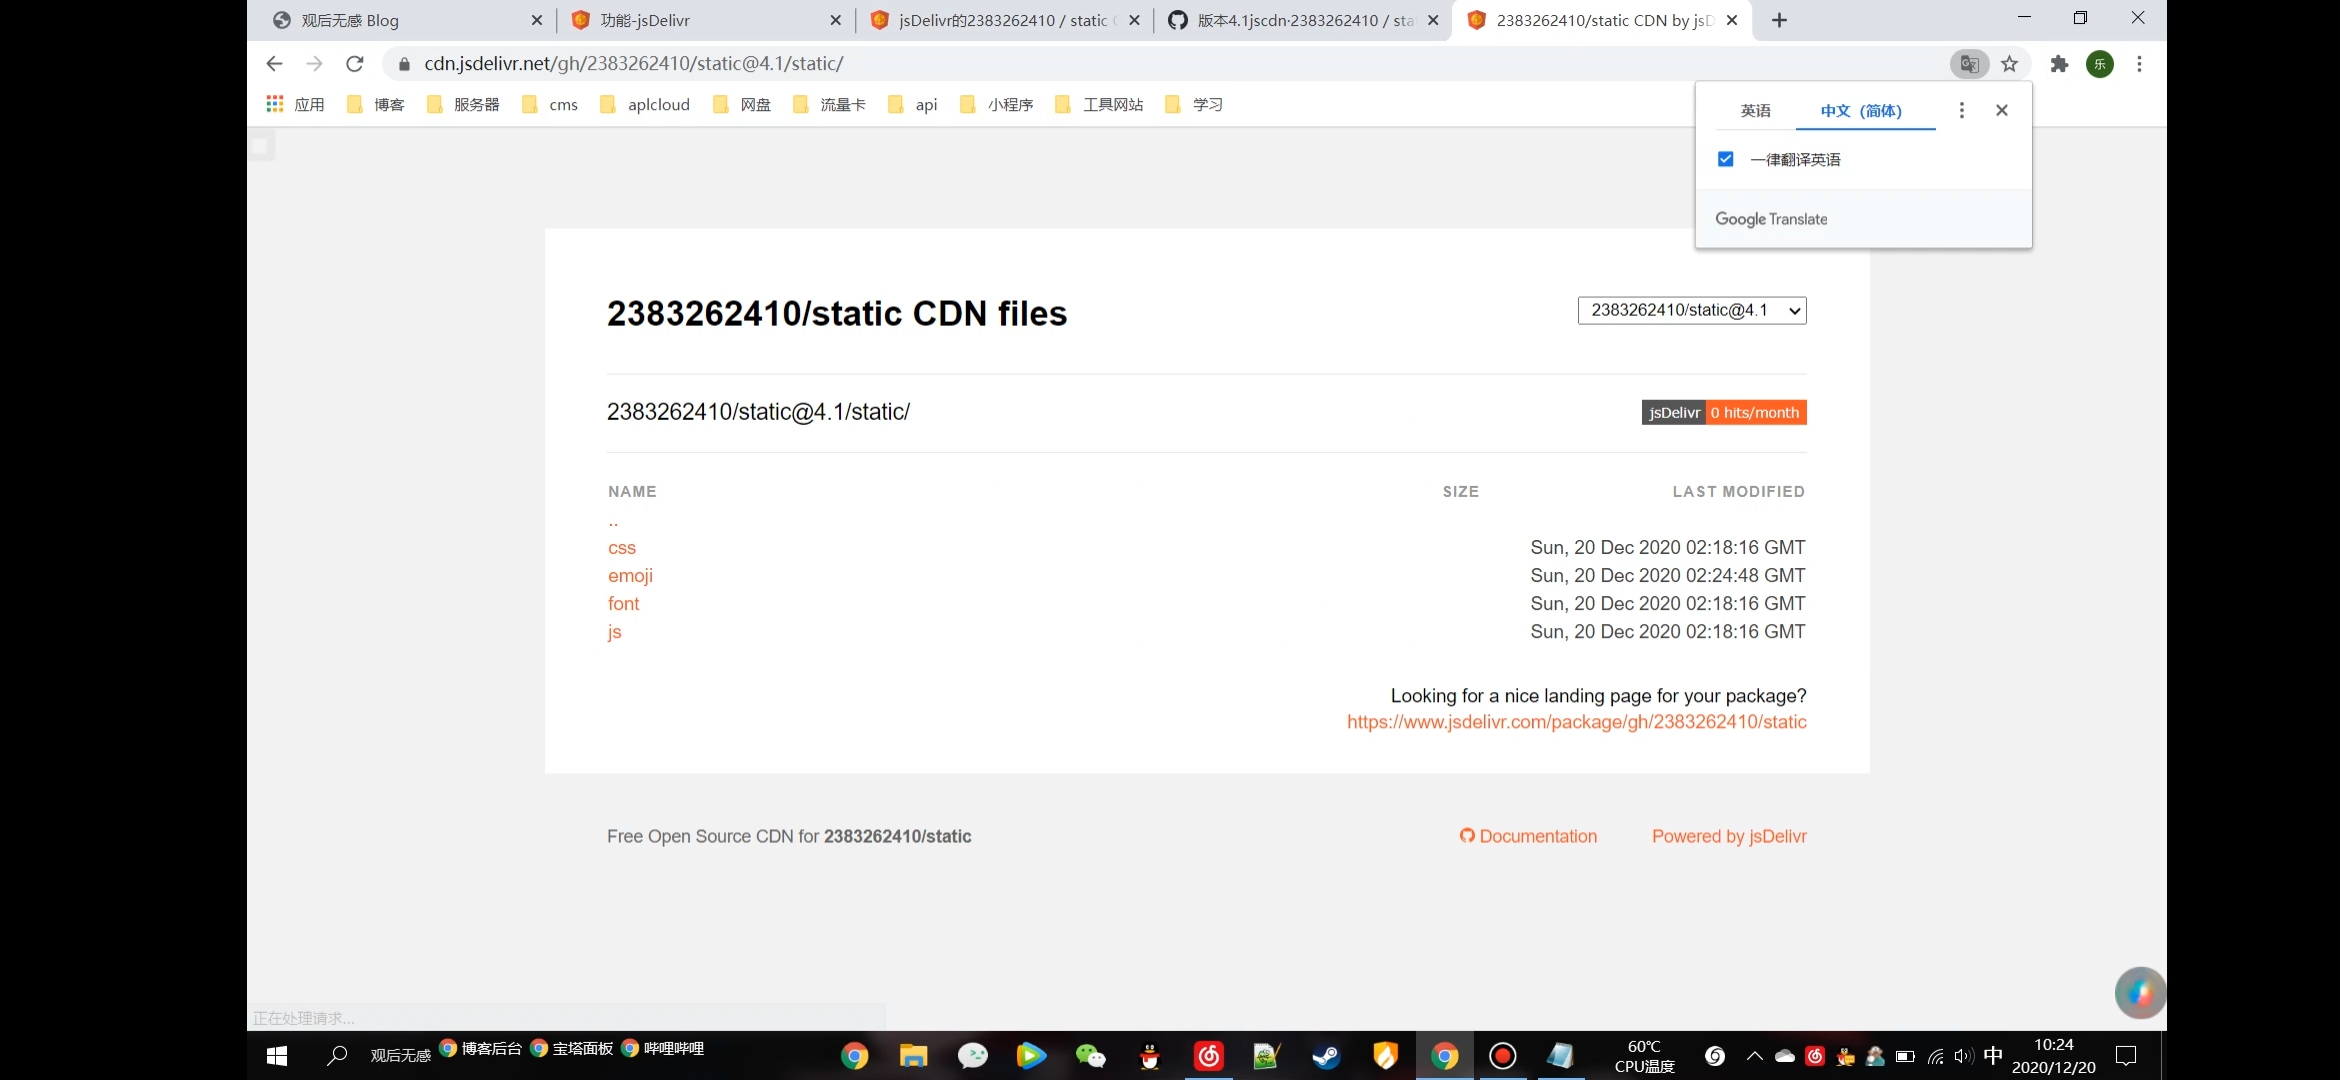 观后无感 Blog
功能-jsDelivr
jsDelivr的2383262410 / static
版本4.1jscdn·2383262410 / sta
2383262410/static CDN by jsD
cdn.jsdelivr.net/gh/2383262410/static@4.1/static/
乐
应用 博客 服务器 cms aplcloud 网盘 流量卡 api 小程序 工具网站 学习
英语 中文（简体）
一律翻译英语
Google Translate
2383262410/static CDN files
2383262410/static@4.1
2383262410/static@4.1/static/
jsDelivr 0 hits/month
NAME SIZE LAST MODIFIED
..
css Sun, 20 Dec 2020 02:18:16 GMT
emoji Sun, 20 Dec 2020 02:24:48 GMT
font Sun, 20 Dec 2020 02:18:16 GMT
js Sun, 20 Dec 2020 02:18:16 GMT
Looking for a nice landing page for your package?
https://www.jsdelivr.com/package/gh/2383262410/static
Free Open Source CDN for 2383262410/static
Documentation
Powered by jsDelivr
正在处理请求...
观后无感 博客后台 宝塔面板 哔哩哔哩
60℃
CPU温度
中
10:24
2020/12/20